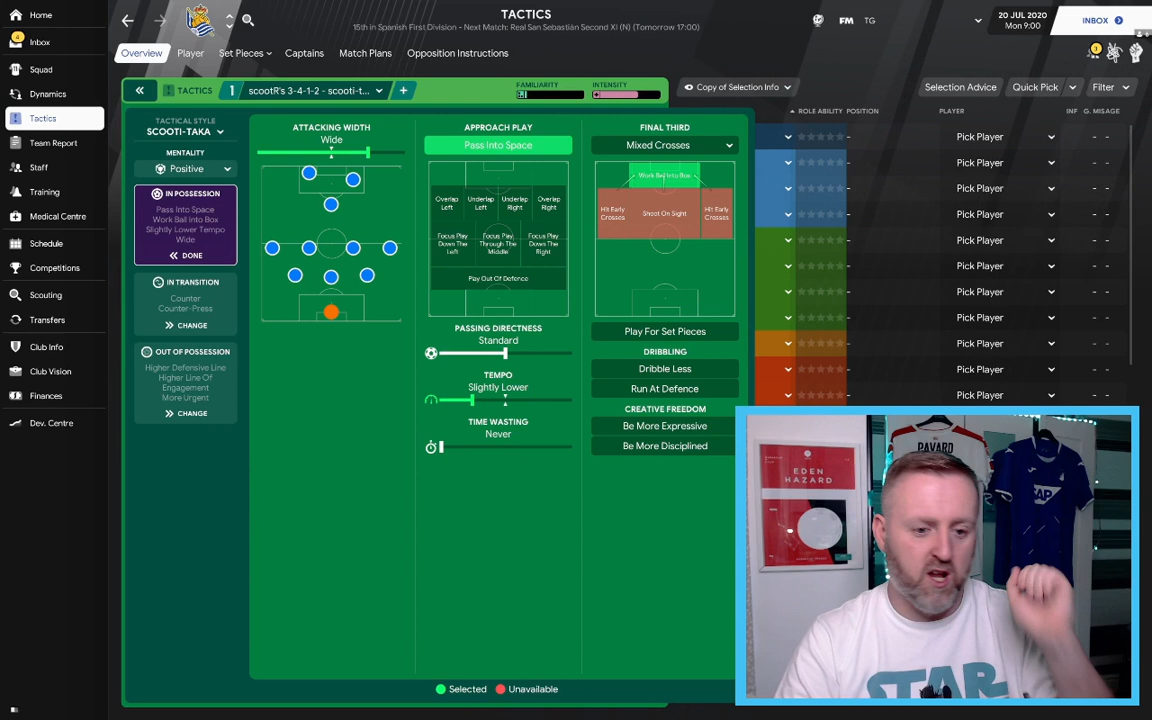 Home
Inbox
4
Squad
Dynamics
Tactics
Team Report
Staff
Training
Medical Centre
Schedule
Competitions
Scouting
Transfers
Club Info
Club Vision
Finances
Dev. Centre
TACTICS
15th in Spanish First Division - Next Match: Real San Sebastián Second XI (N) (Tomorrow 17:00)
FM
TG
20 JUL 2020
Mon 9:00
INBOX
Overview
Player
Set Pieces
Captains
Match Plans
Opposition Instructions
3
TACTICS
1
scootR's 3-4-1-2 - scooti-t...
FAMILIARITY
INTENSITY
Copy of Selection Info
Selection Advice
Quick Pick
Filter
TACTICAL STYLE
SCOOTI-TAKA
MENTALITY
Positive
IN POSSESSION
Pass Into Space
Work Ball Into Box
Slightly Lower Tempo
Wide
DONE
IN TRANSITION
Counter
Counter-Press
CHANGE
OUT OF POSSESSION
Higher Defensive Line
Higher Line Of
Engagement
More Urgent
CHANGE
ATTACKING WIDTH
Wide
APPROACH PLAY
Pass Into Space
Overlap Left
Underlap Left
Underlap Right
Overlap Right
Focus Play Down The Left
Focus Play Through The Middle
Focus Play Down The Right
Play Out Of Defence
PASSING DIRECTNESS
Standard
TEMPO
Slightly Lower
TIME WASTING
Never
FINAL THIRD
Mixed Crosses
Work Ball Into Box
Hit Early Crosses
Shoot On Sight
Hit Early Crosses
Play For Set Pieces
DRIBBLING
Dribble Less
Run At Defence
CREATIVE FREEDOM
Be More Expressive
Be More Disciplined
Selected
Unavailable
ROLE ABILITY
POSITION
PLAYER
INF
G. MISAGE
- Pick Player - -
- Pick Player - -
- Pick Player - -
- Pick Player - -
- Pick Player - -
- Pick Player - -
- Pick Player - -
- Pick Player - -
- Pick Player - -
- Pick Player - -
- Pick Player - -
EDEN
HAZARD
PAVARD
SAP
STAR